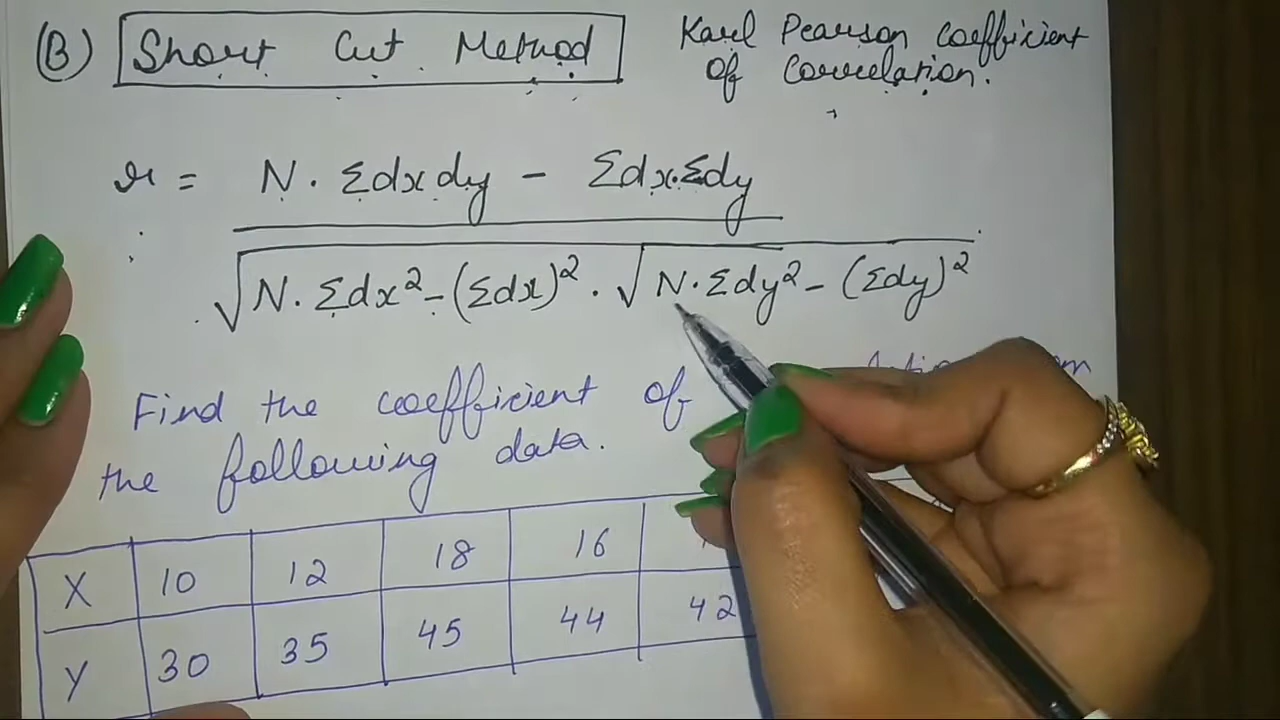 (B) Short Cut Method
Karl Pearson coefficient
of correlation.
r = N. Σdxdy - Σdx.Σdy
√N. Σdx² - (Σdx)² . √N. Σdy² - (Σdy)²
Find the coefficient of
the following data.
X 10 12 18 16
Y 30 35 45 44 42